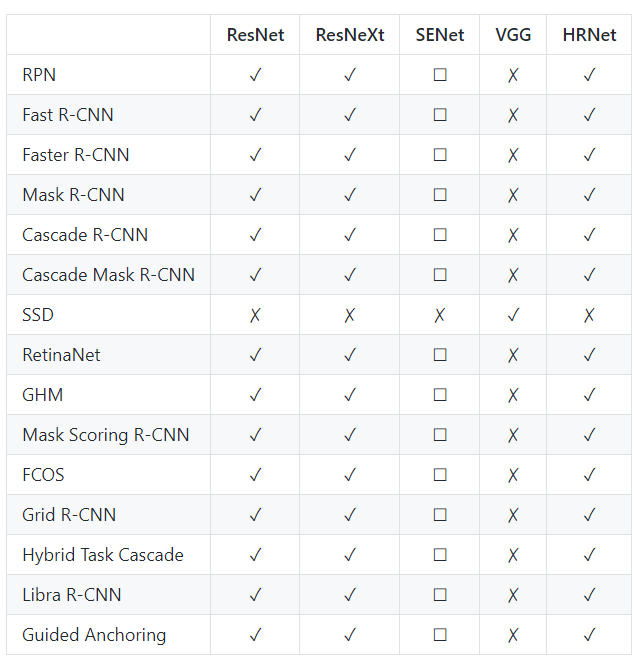 ResNet ResNeXt SENet VGG HRNet
RPN ✓ ✓ ☐ ✗ ✓
Fast R-CNN ✓ ✓ ☐ ✗ ✓
Faster R-CNN ✓ ✓ ☐ ✗ ✓
Mask R-CNN ✓ ✓ ☐ ✗ ✓
Cascade R-CNN ✓ ✓ ☐ ✗ ✓
Cascade Mask R-CNN ✓ ✓ ☐ ✗ ✓
SSD ✗ ✗ ✗ ✓ ✗
RetinaNet ✓ ✓ ☐ ✗ ✓
GHM ✓ ✓ ☐ ✗ ✓
Mask Scoring R-CNN ✓ ✓ ☐ ✗ ✓
FCOS ✓ ✓ ☐ ✗ ✓
Grid R-CNN ✓ ✓ ☐ ✗ ✓
Hybrid Task Cascade ✓ ✓ ☐ ✗ ✓
Libra R-CNN ✓ ✓ ☐ ✗ ✓
Guided Anchoring ✓ ✓ ☐ ✗ ✓